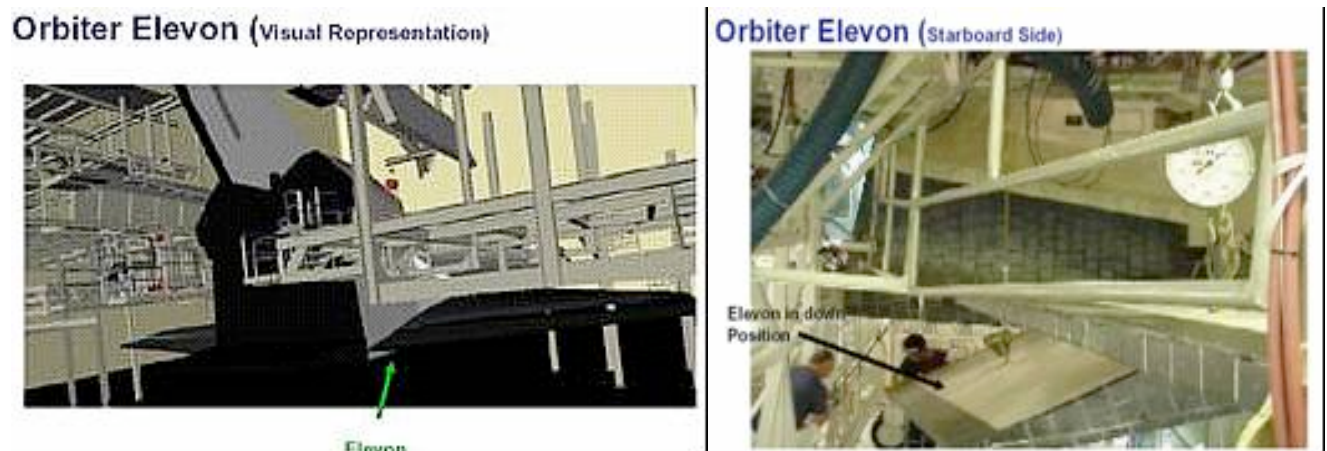 Orbiter Elevon (Visual Representation)
Elevon
Orbiter Elevon (Starboard Side)
Elevon in down
Position